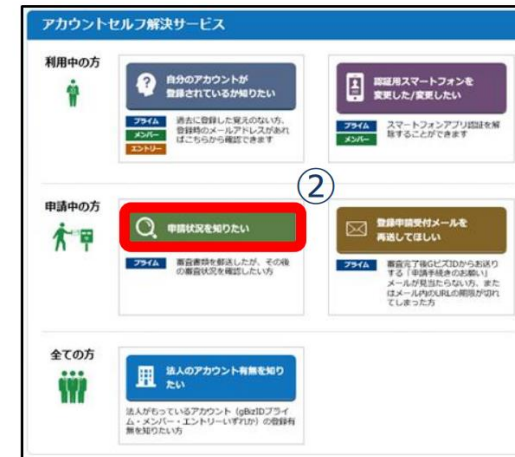 アカウントセルフ解決サービス
利用中の方
自分のアカウントが
登録されているか知りたい
プライム
メンバー
エントリー
過去に登録した覚えのない方、
登録時のメールアドレスがあれ
ばこちらから確認できます
認証用スマートフォンを
変更した/変更したい
プライム
メンバー
スマートフォンアプリ認証を解
除することができます
②
申請中の方
申請状況を知りたい
プライム
審査書類を郵送したが、その後
の審査状況を確認したい方
登録申請受付メールを
再送してほしい
プライム
審査完了後GビズIDからお送り
する「申請手続きのお願い」
メールが見当たらない方、また
はメール内のURLの期限が切れ
てしまった方
全ての方
法人のアカウント有無を知り
たい
法人がもっているアカウント（gBizIDプライ
ム・メンバー・エントリーいずれか）の登録有
無を知りたい方